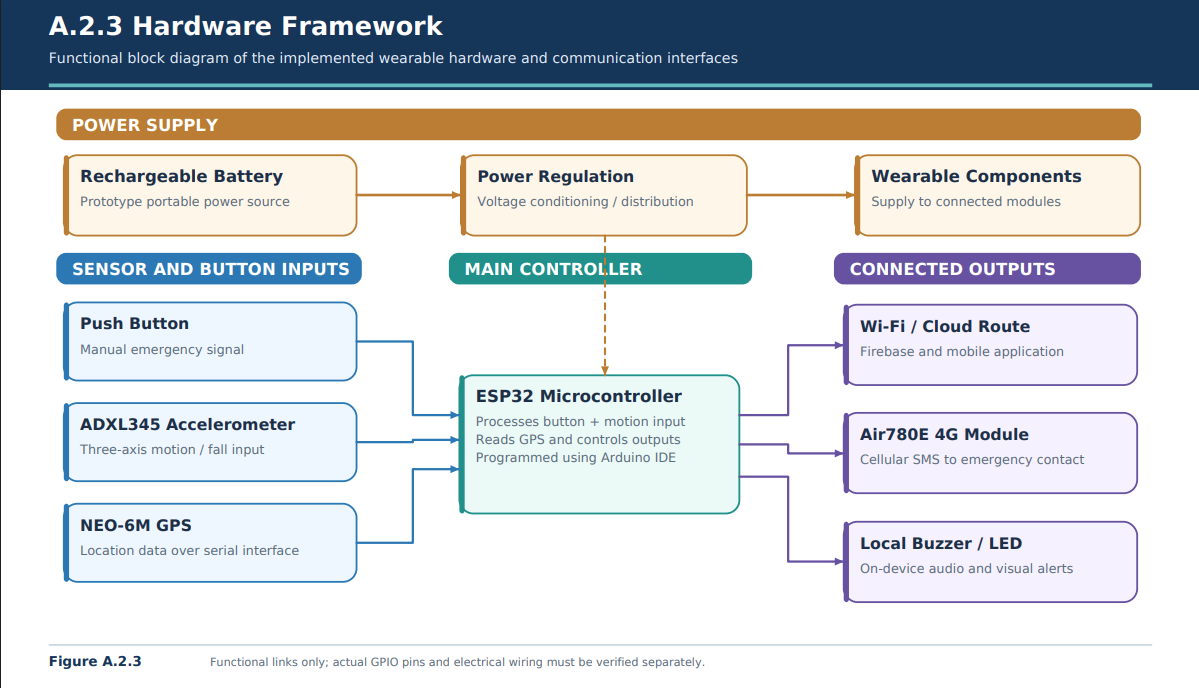 A.2.3 Hardware Framework
Functional block diagram of the implemented wearable hardware and communication interfaces
POWER SUPPLY
Rechargeable Battery
Prototype portable power source
Power Regulation
Voltage conditioning / distribution
Wearable Components
Supply to connected modules
SENSOR AND BUTTON INPUTS
Push Button
Manual emergency signal
ADXL345 Accelerometer
Three-axis motion / fall input
NEO-6M GPS
Location data over serial interface
MAIN CONTROLLER
ESP32 Microcontroller
Processes button + motion input
Reads GPS and controls outputs
Programmed using Arduino IDE
CONNECTED OUTPUTS
Wi-Fi / Cloud Route
Firebase and mobile application
Air780E 4G Module
Cellular SMS to emergency contact
Local Buzzer / LED
On-device audio and visual alerts
Figure A.2.3
Functional links only; actual GPIO pins and electrical wiring must be verified separately.